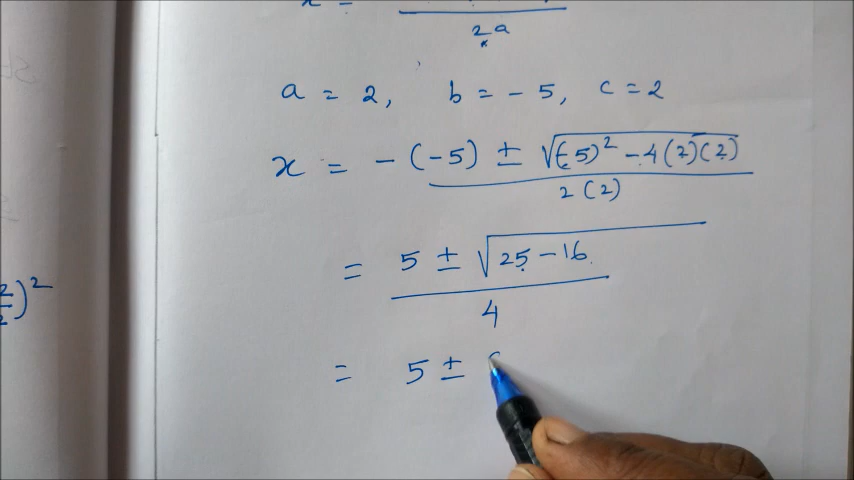 2a
a = 2, b = - 5, c = 2
x = - (-5) ± √(-5)² - 4(2)(2)
2(2)
= 5 ± √25 - 16
4
= 5 ±